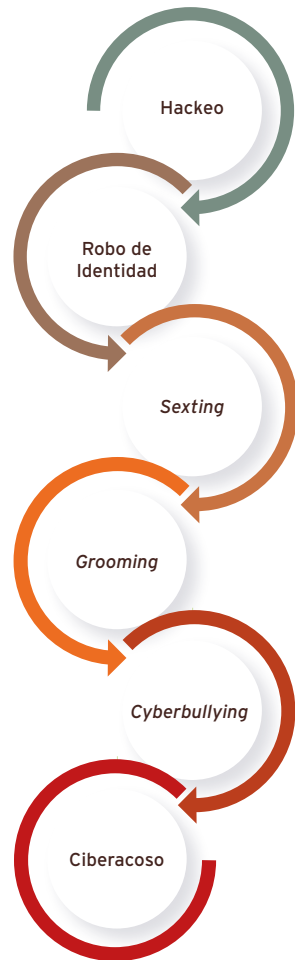 Hackeo
Robo de
Identidad
Sexting
Grooming
Cyberbullying
Ciberacoso